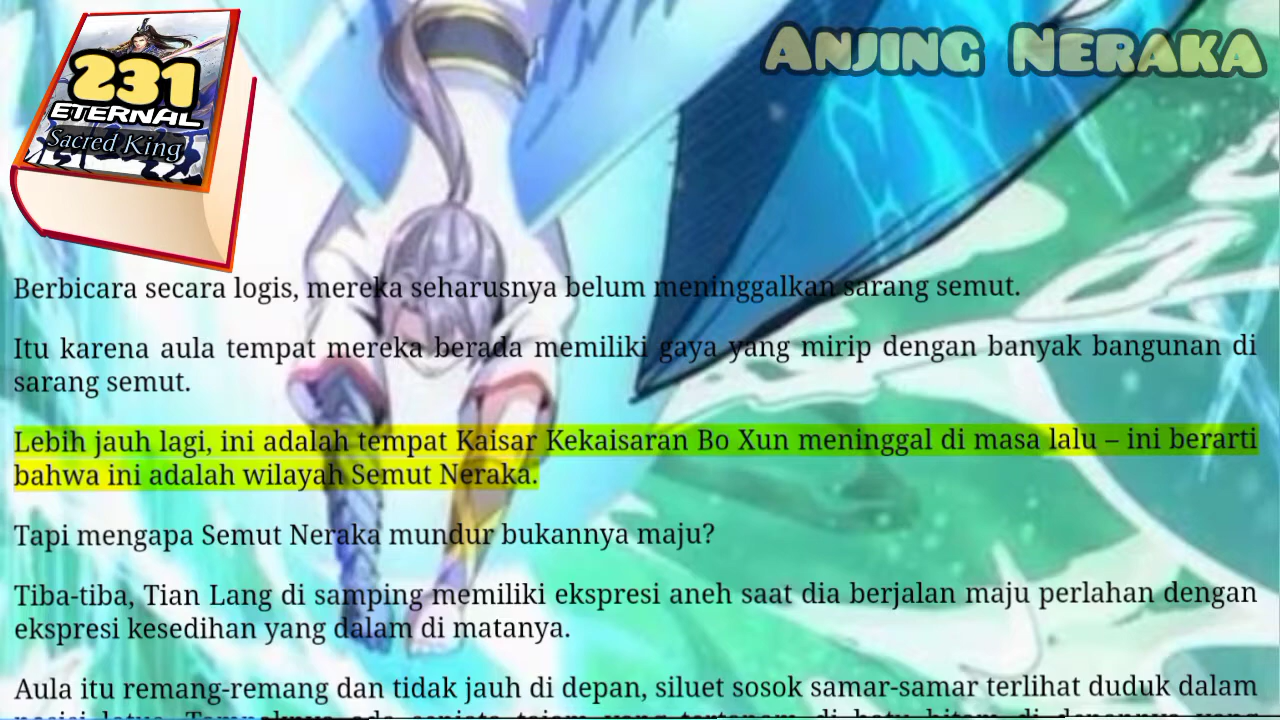 231
ETERNAL
Sacred King
ANJING NERAKA
Berbicara secara logis, mereka seharusnya belum meninggalkan sarang semut.
Itu karena aula tempat mereka berada memiliki gaya yang mirip dengan banyak bangunan di
sarang semut.
Lebih jauh lagi, ini adalah tempat Kaisar Kekaisaran Bo Xun meninggal di masa lalu – ini berarti
bahwa ini adalah wilayah Semut Neraka.
Tapi mengapa Semut Neraka mundur bukannya maju?
Tiba-tiba, Tian Lang di samping memiliki ekspresi aneh saat dia berjalan maju perlahan dengan
ekspresi kesedihan yang dalam di matanya.
Aula itu remang-remang dan tidak jauh di depan, siluet sosok samar-samar terlihat duduk dalam